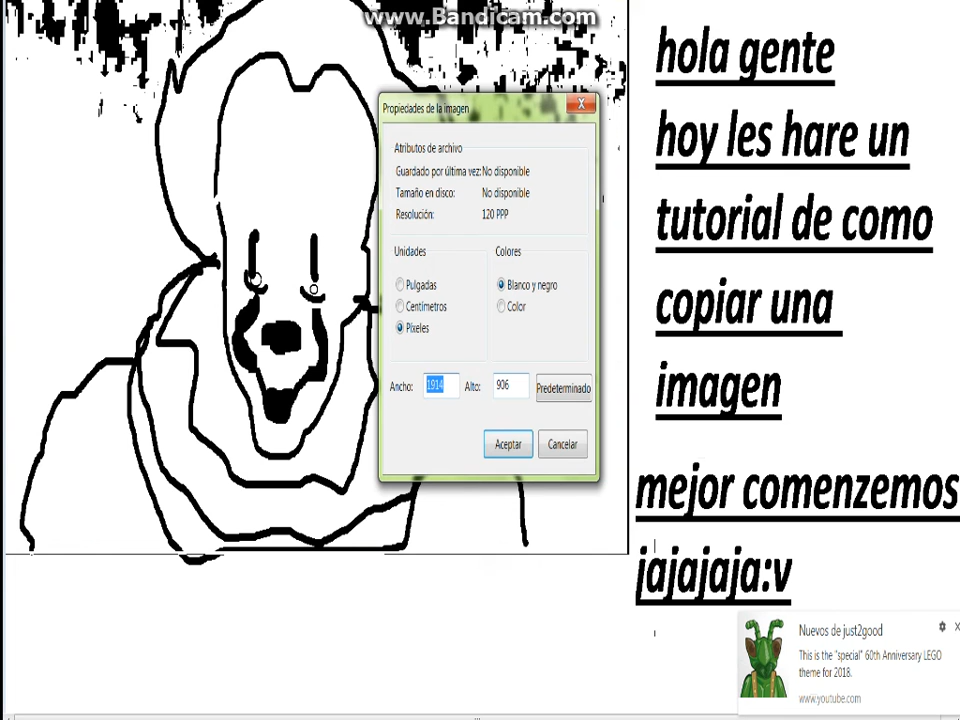 www.Bandicam.com
hola gente
hoy les hare un
tutorial de como
copiar una
imagen
mejor comenzemos
jajajaja:v
Propiedades de la imagen
Atributos de archivo
Guardado por última vez: No disponible
Tamaño en disco: No disponible
Resolución: 120 PPP
Unidades
Pulgadas
Centímetros
Píxeles
Colores
Blanco y negro
Color
Ancho: 1914 Alto: 906 Predeterminado
Aceptar Cancelar
Nuevos de just2good
This is the "special" 60th Anniversary LEGO
theme for 2018.
www.youtube.com